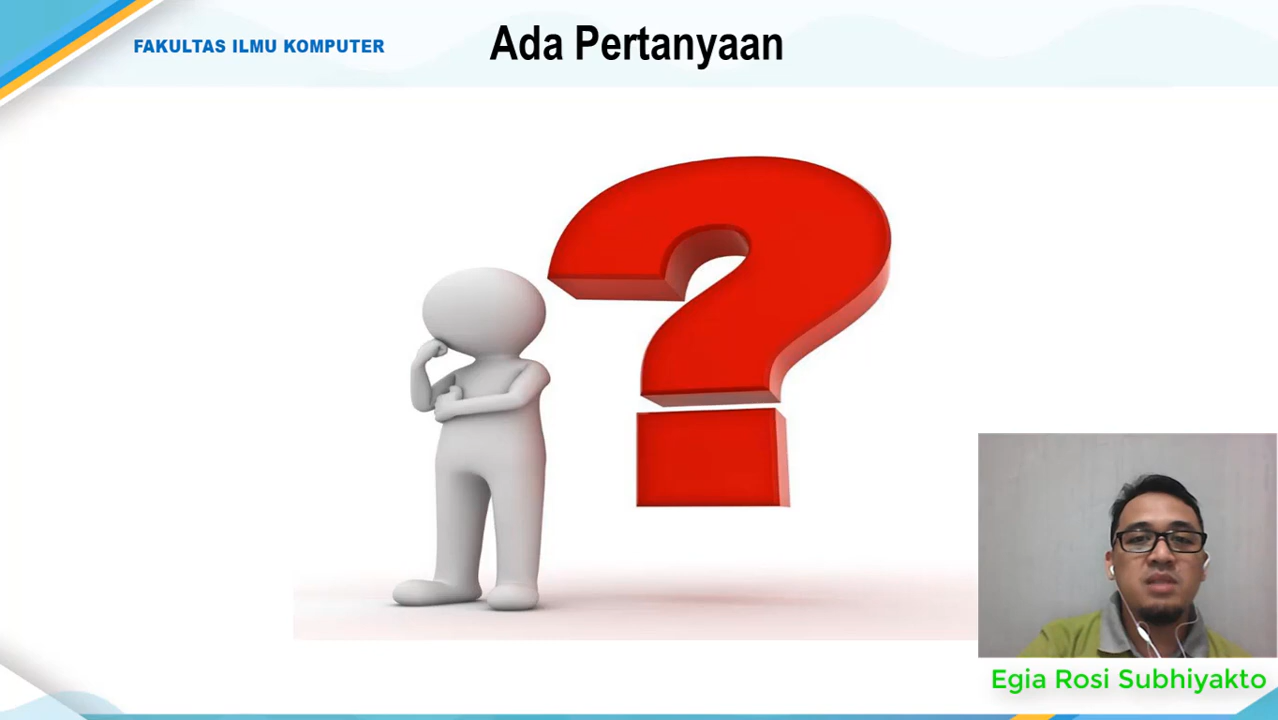 FAKULTAS ILMU KOMPUTER
Ada Pertanyaan
Egia Rosi Subhiyakto